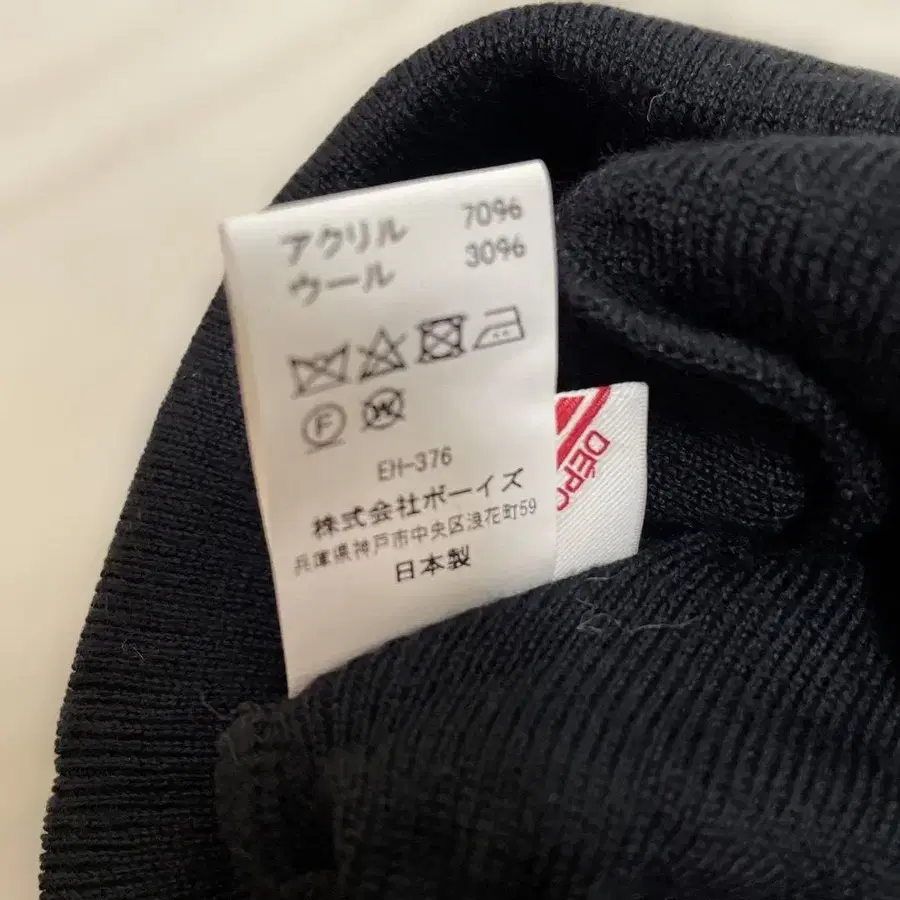 アクリル 70%
ウール 30%
F W
EH-376
株式会社ボーイズ
兵庫県神戸市中央区浪花町59
日本製
DÉPO